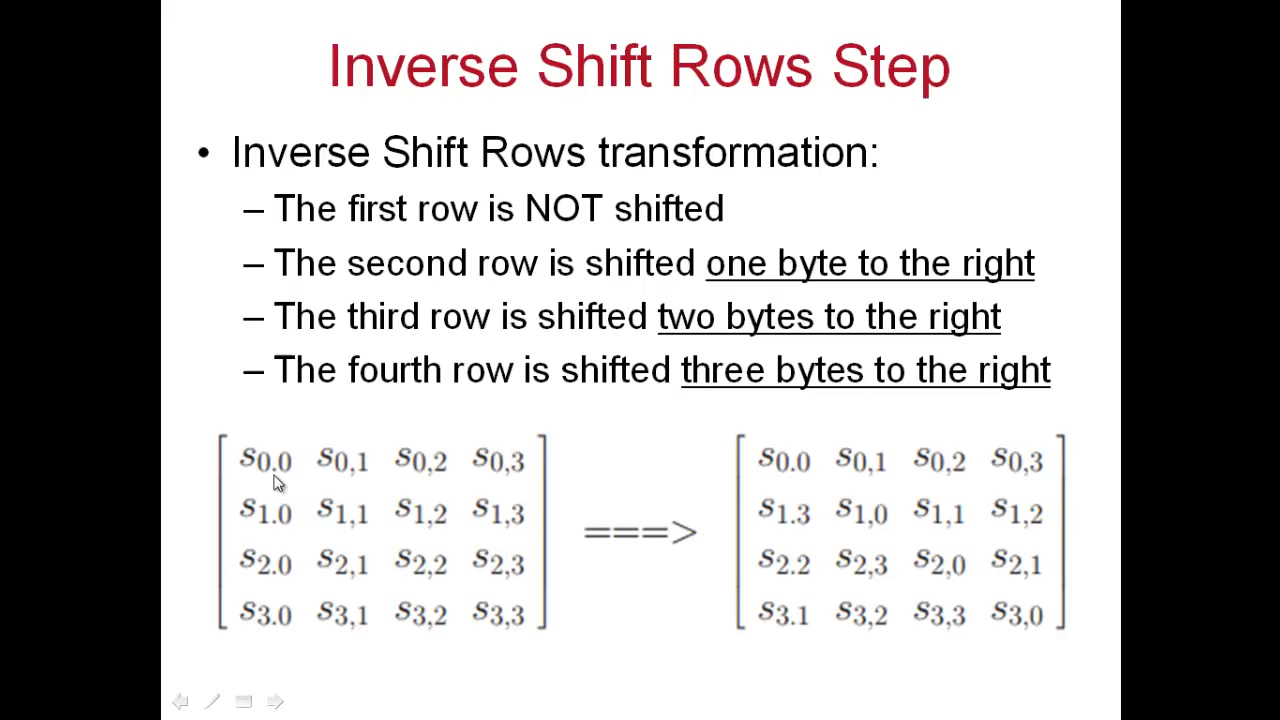 Inverse Shift Rows Step
• Inverse Shift Rows transformation:
– The first row is NOT shifted
– The second row is shifted one byte to the right
– The third row is shifted two bytes to the right
– The fourth row is shifted three bytes to the right
s0.0 s0,1 s0,2 s0,3 s0.0 s0,1 s0,2 s0,3
s1.0 s1,1 s1,2 s1,3 ===> s1.3 s1,0 s1,1 s1,2
s2.0 s2,1 s2,2 s2,3 s2.2 s2,3 s2,0 s2,1
s3.0 s3,1 s3,2 s3,3 s3.1 s3,2 s3,3 s3,0